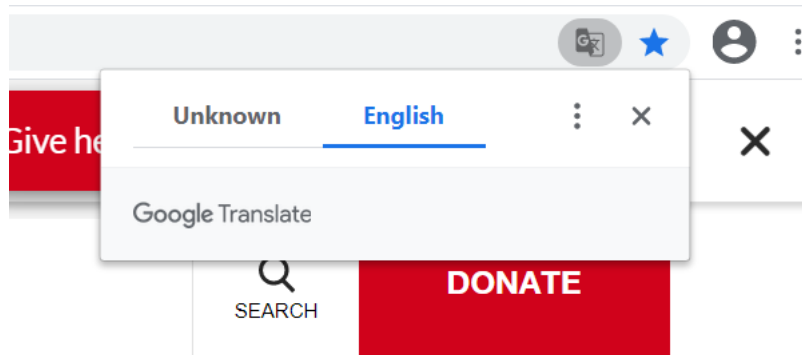 Unknown English
Give he
Google Translate
SEARCH
DONATE